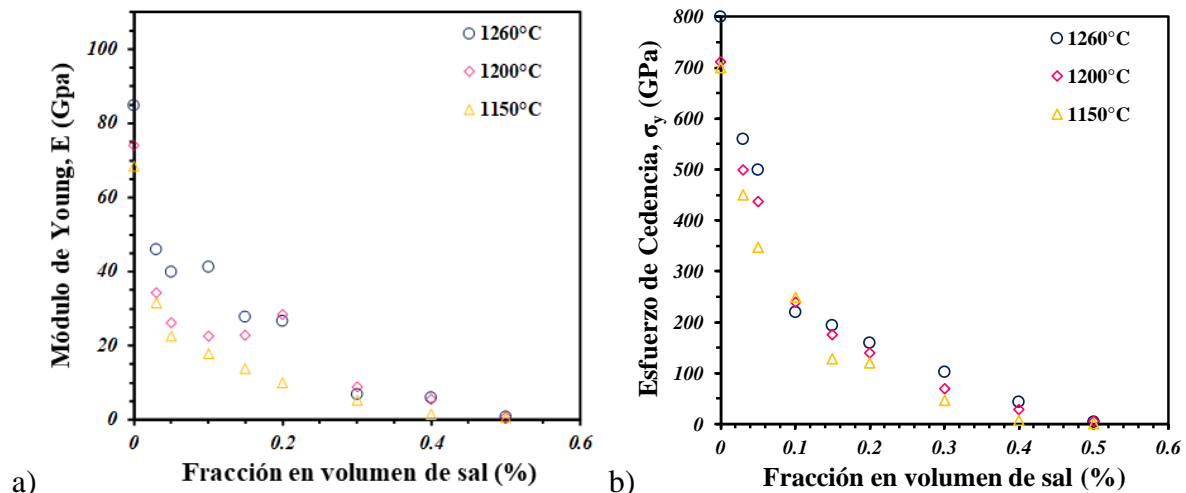 Módulo de Young, E (Gpa)
100
80
60
40
20
0
0
0.2
0.4
0.6
Fracción en volumen de sal (%)
1260°C
1200°C
1150°C
a)
Esfuerzo de Cedencia, σy (GPa)
800
700
600
500
400
300
200
100
0
0
0.1
0.2
0.3
0.4
0.5
0.6
Fracción en volumen de sal (%)
1260°C
1200°C
1150°C
b)